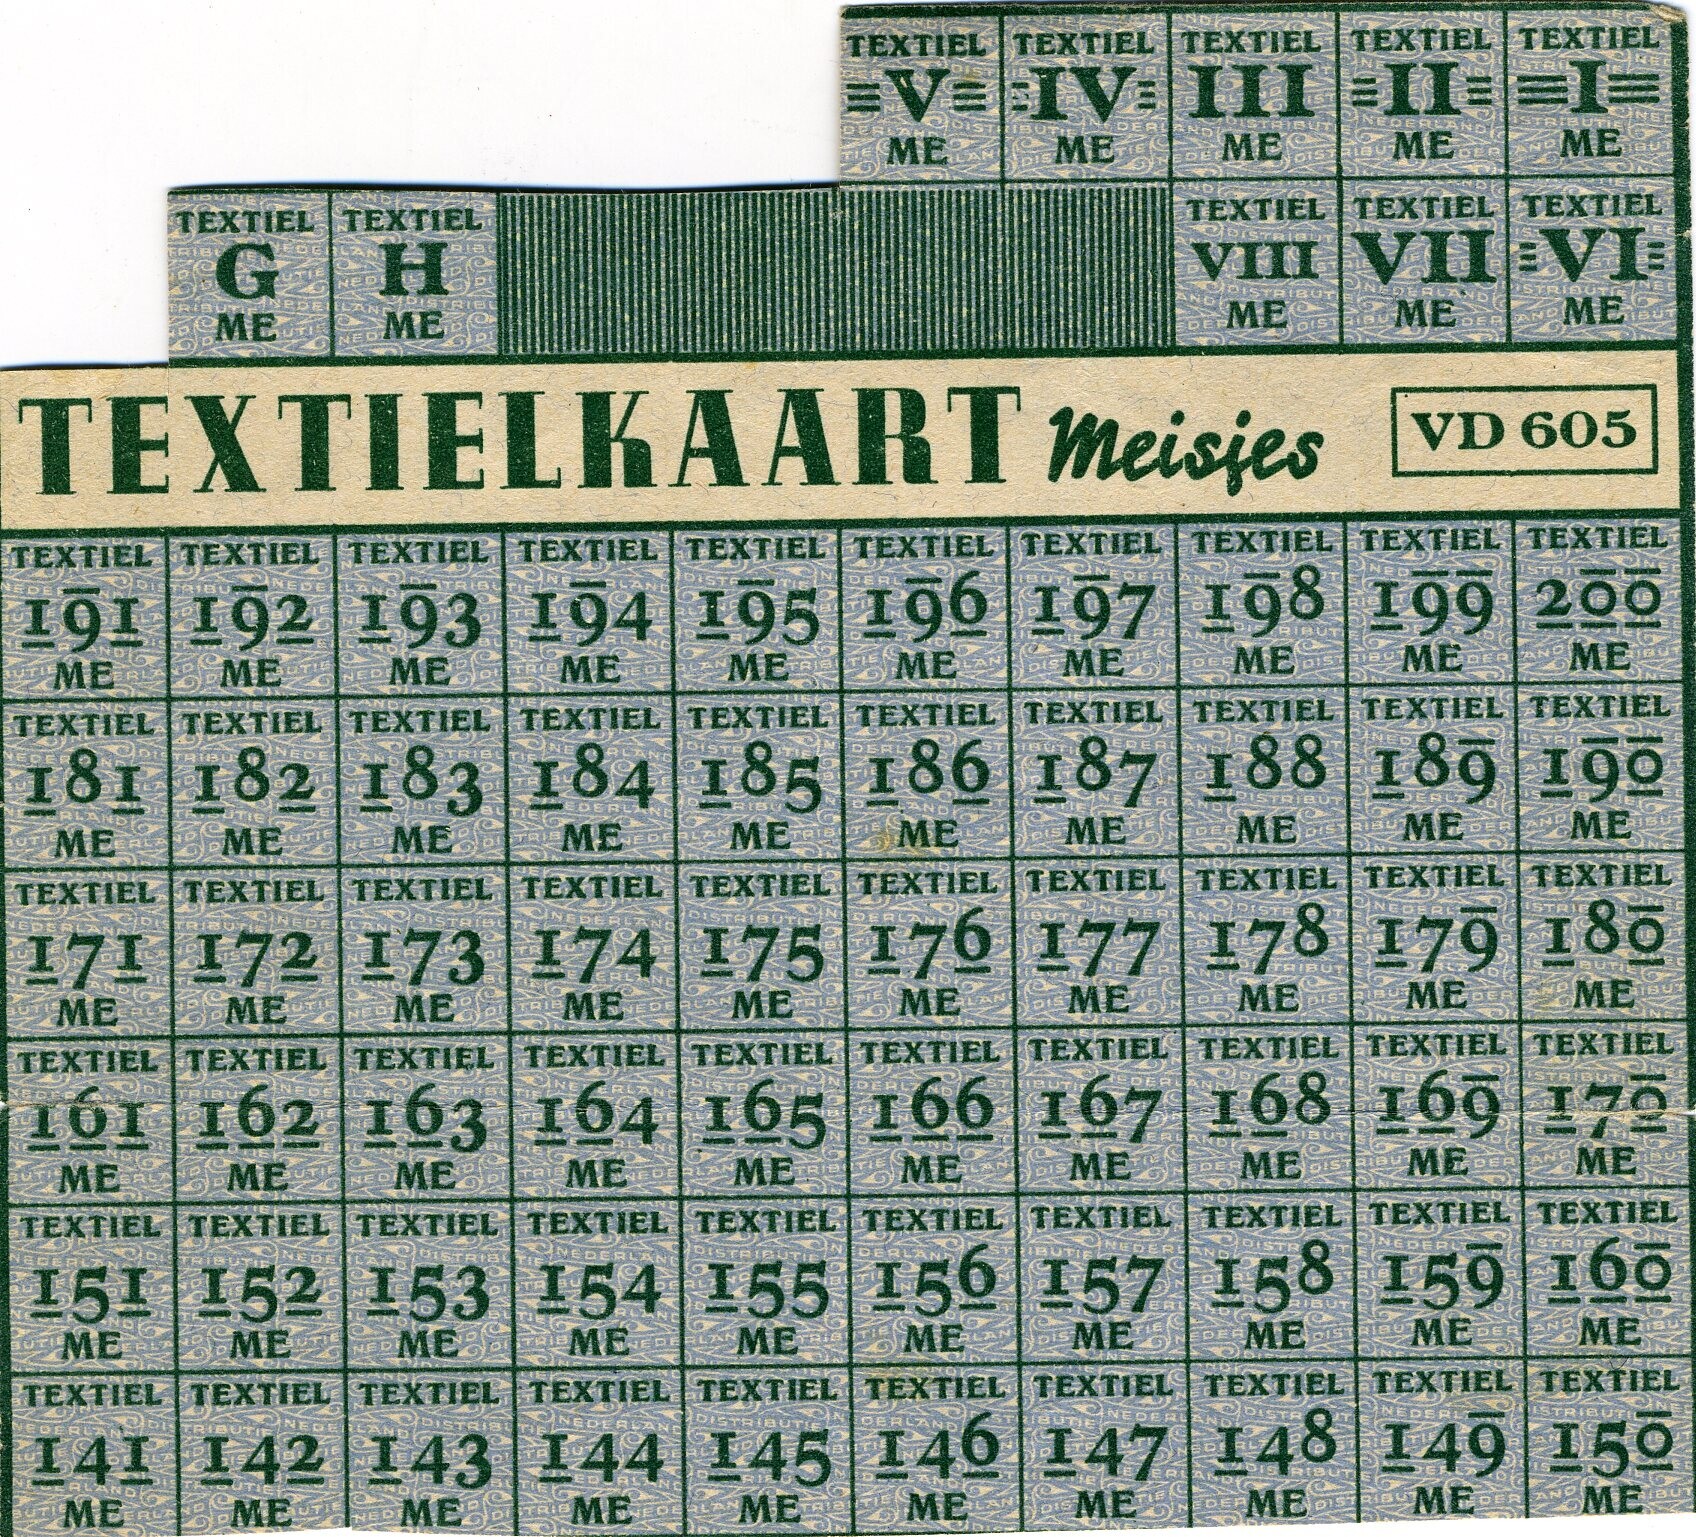 TEXTIEL TEXTIEL TEXTIEL TEXTIEL TEXTIEL
V IV III II I
ME ME ME ME ME
TEXTIEL TEXTIEL TEXTIEL TEXTIEL TEXTIEL
G H VIII VII VI
ME ME ME ME ME
TEXTIELKAART Meisjes VD 605
TEXTIEL TEXTIEL TEXTIEL TEXTIEL TEXTIEL TEXTIEL TEXTIEL TEXTIEL TEXTIEL TEXTIEL
191 192 193 194 195 196 197 198 199 200
ME ME ME ME ME ME ME ME ME ME
TEXTIEL TEXTIEL TEXTIEL TEXTIEL TEXTIEL TEXTIEL TEXTIEL TEXTIEL TEXTIEL TEXTIEL
181 182 183 184 185 186 187 188 189 190
ME ME ME ME ME ME ME ME ME ME
TEXTIEL TEXTIEL TEXTIEL TEXTIEL TEXTIEL TEXTIEL TEXTIEL TEXTIEL TEXTIEL TEXTIEL
171 172 173 174 175 176 177 178 179 180
ME ME ME ME ME ME ME ME ME ME
TEXTIEL TEXTIEL TEXTIEL TEXTIEL TEXTIEL TEXTIEL TEXTIEL TEXTIEL TEXTIEL TEXTIEL
161 162 163 164 165 166 167 168 169 170
ME ME ME ME ME ME ME ME ME ME
TEXTIEL TEXTIEL TEXTIEL TEXTIEL TEXTIEL TEXTIEL TEXTIEL TEXTIEL TEXTIEL TEXTIEL
151 152 153 154 155 156 157 158 159 160
ME ME ME ME ME ME ME ME ME ME
TEXTIEL TEXTIEL TEXTIEL TEXTIEL TEXTIEL TEXTIEL TEXTIEL TEXTIEL TEXTIEL TEXTIEL
141 142 143 144 145 146 147 148 149 150
ME ME ME ME ME ME ME ME ME ME